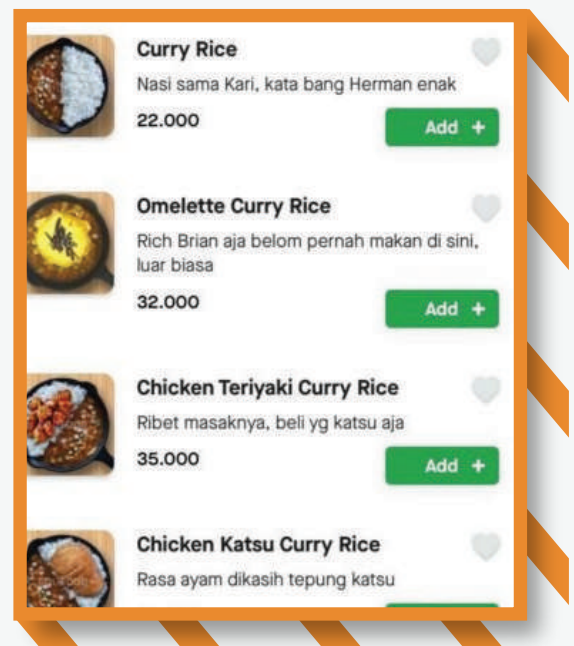 Curry Rice
Nasi sama Kari, kata bang Herman enak
22.000
Add +
Omelette Curry Rice
Rich Brian aja belom pernah makan di sini,
luar biasa
32.000
Add +
Chicken Teriyaki Curry Rice
Ribet masaknya, beli yg katsu aja
35.000
Add +
Chicken Katsu Curry Rice
Rasa ayam dikasih tepung katsu